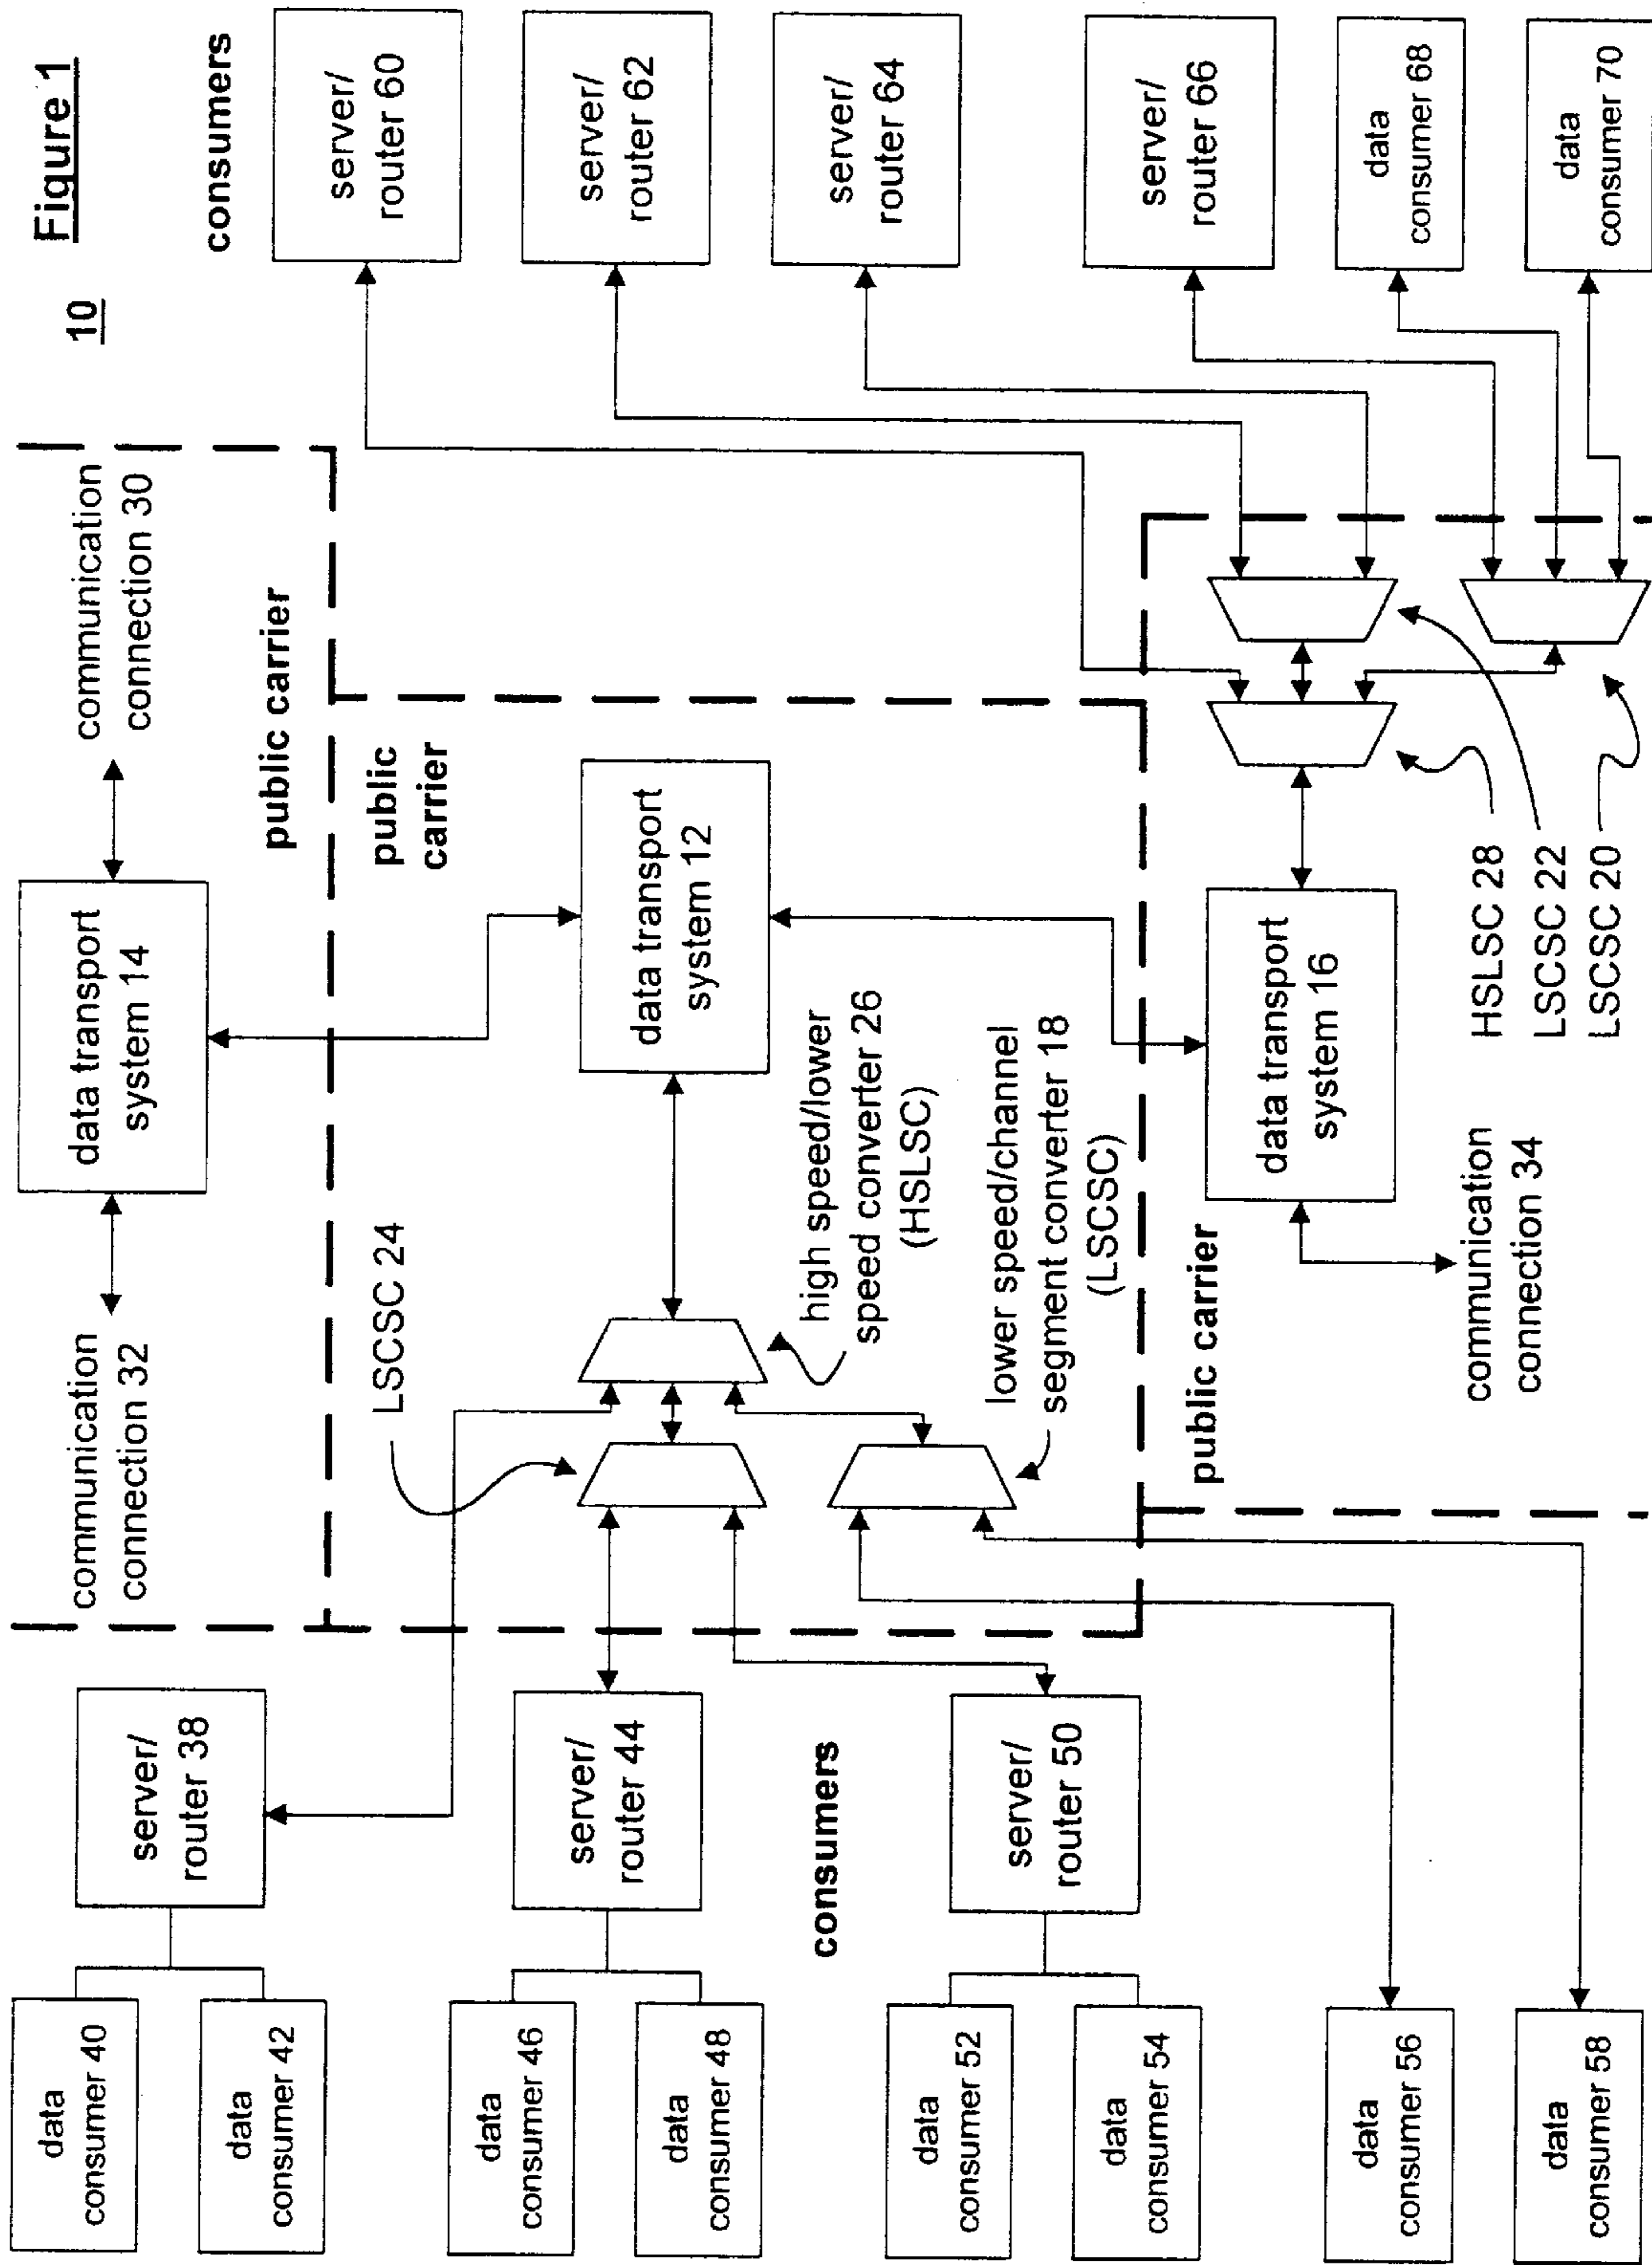 Figure 1
10
communication
connection 32
data transport
system 14
communication
connection 30
public carrier
public
carrier
consumers
server/
router 38
data
consumer 40
data
consumer 42
LSCSC 24
data transport
system 12
server/
router 60
server/
router 44
data
consumer 46
data
consumer 48
high speed/lower
speed converter 26
(HSLSC)
server/
router 62
consumers
lower speed/channel
segment converter 18
(LSCSC)
server/
router 64
server/
router 50
data
consumer 52
data
consumer 54
public carrier
data transport
system 16
server/
router 66
communication
connection 34
HSLSC 28
LSCSC 22
LSCSC 20
data
consumer 56
data
consumer 68
data
consumer 58
data
consumer 70